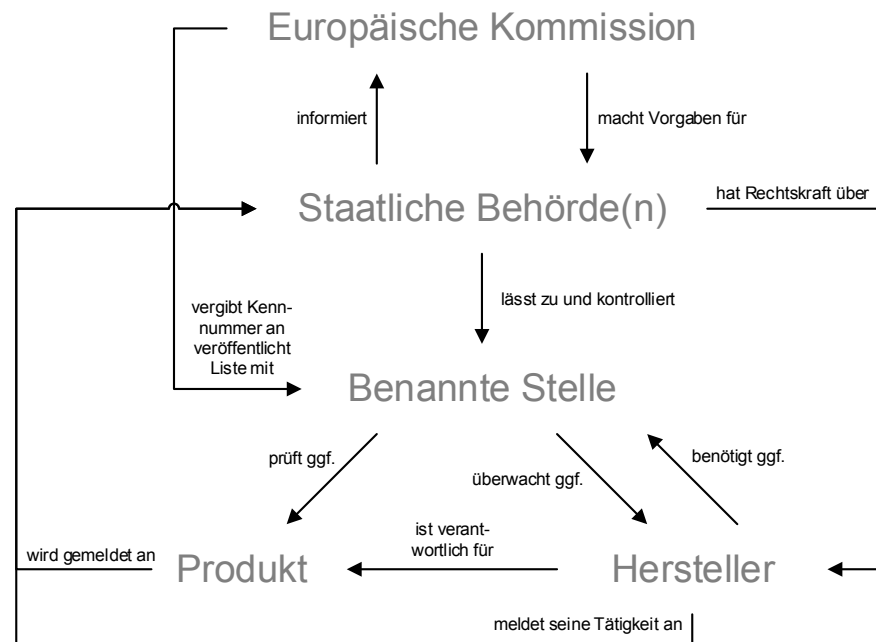 Europäische Kommission
informiert
macht Vorgaben für
Staatliche Behörde(n)
hat Rechtskraft über
lässt zu und kontrolliert
vergibt Kenn-
nummer an
veröffentlicht
Liste mit
Benannte Stelle
prüft ggf.
überwacht ggf.
benötigt ggf.
ist verant-
wortlich für
wird gemeldet an
Produkt
Hersteller
meldet seine Tätigkeit an